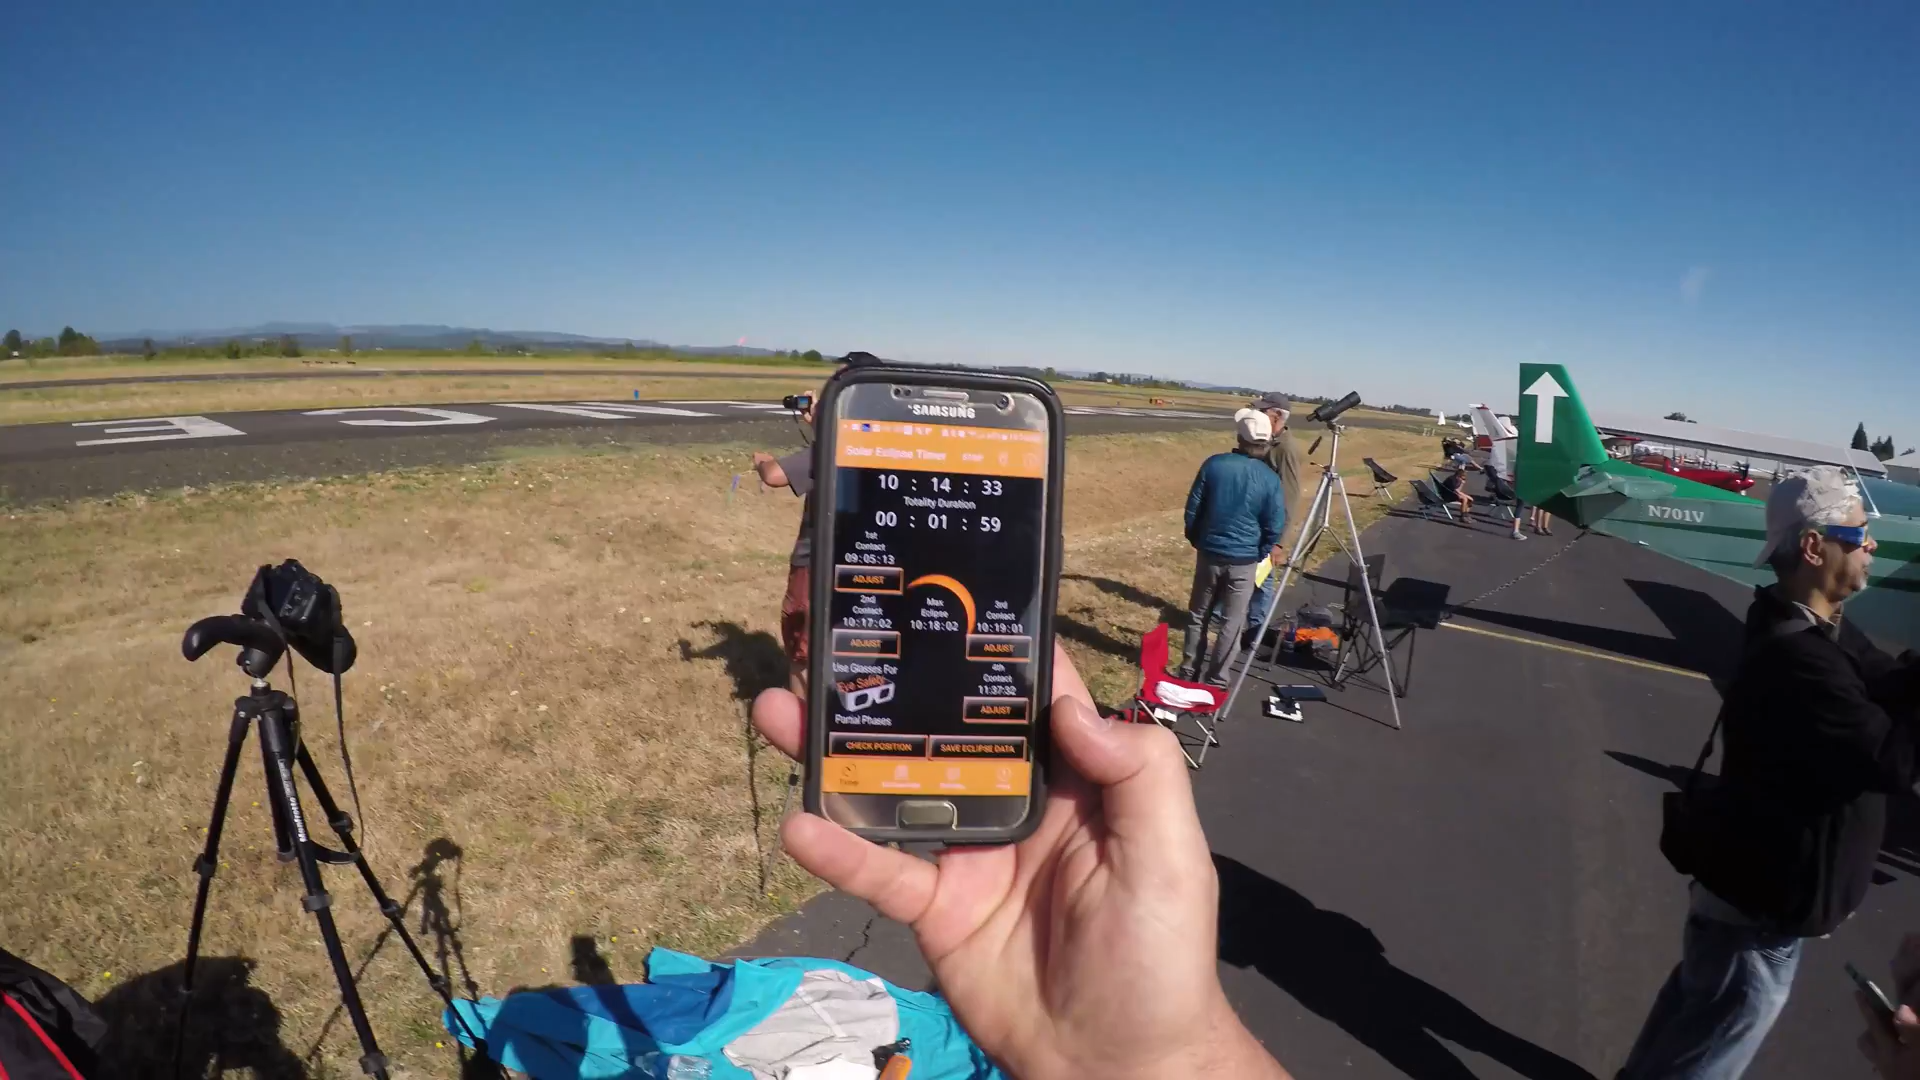 SAMSUNG
Solar Eclipse Timer
10 : 14 : 33
Totality Duration
00 : 01 : 59
1st
Contact
09:05:13
ADJUST
2nd
Contact
10:17:02
ADJUST
Max
Eclipse
10:18:02
3rd
Contact
10:19:01
ADJUST
4th
Contact
11:37:32
ADJUST
Use Glasses For
Eye Safety
Partial Phases
CHECK POSITION
SAVE ECLIPSE DATA
Timer
N701V
Manfrotto